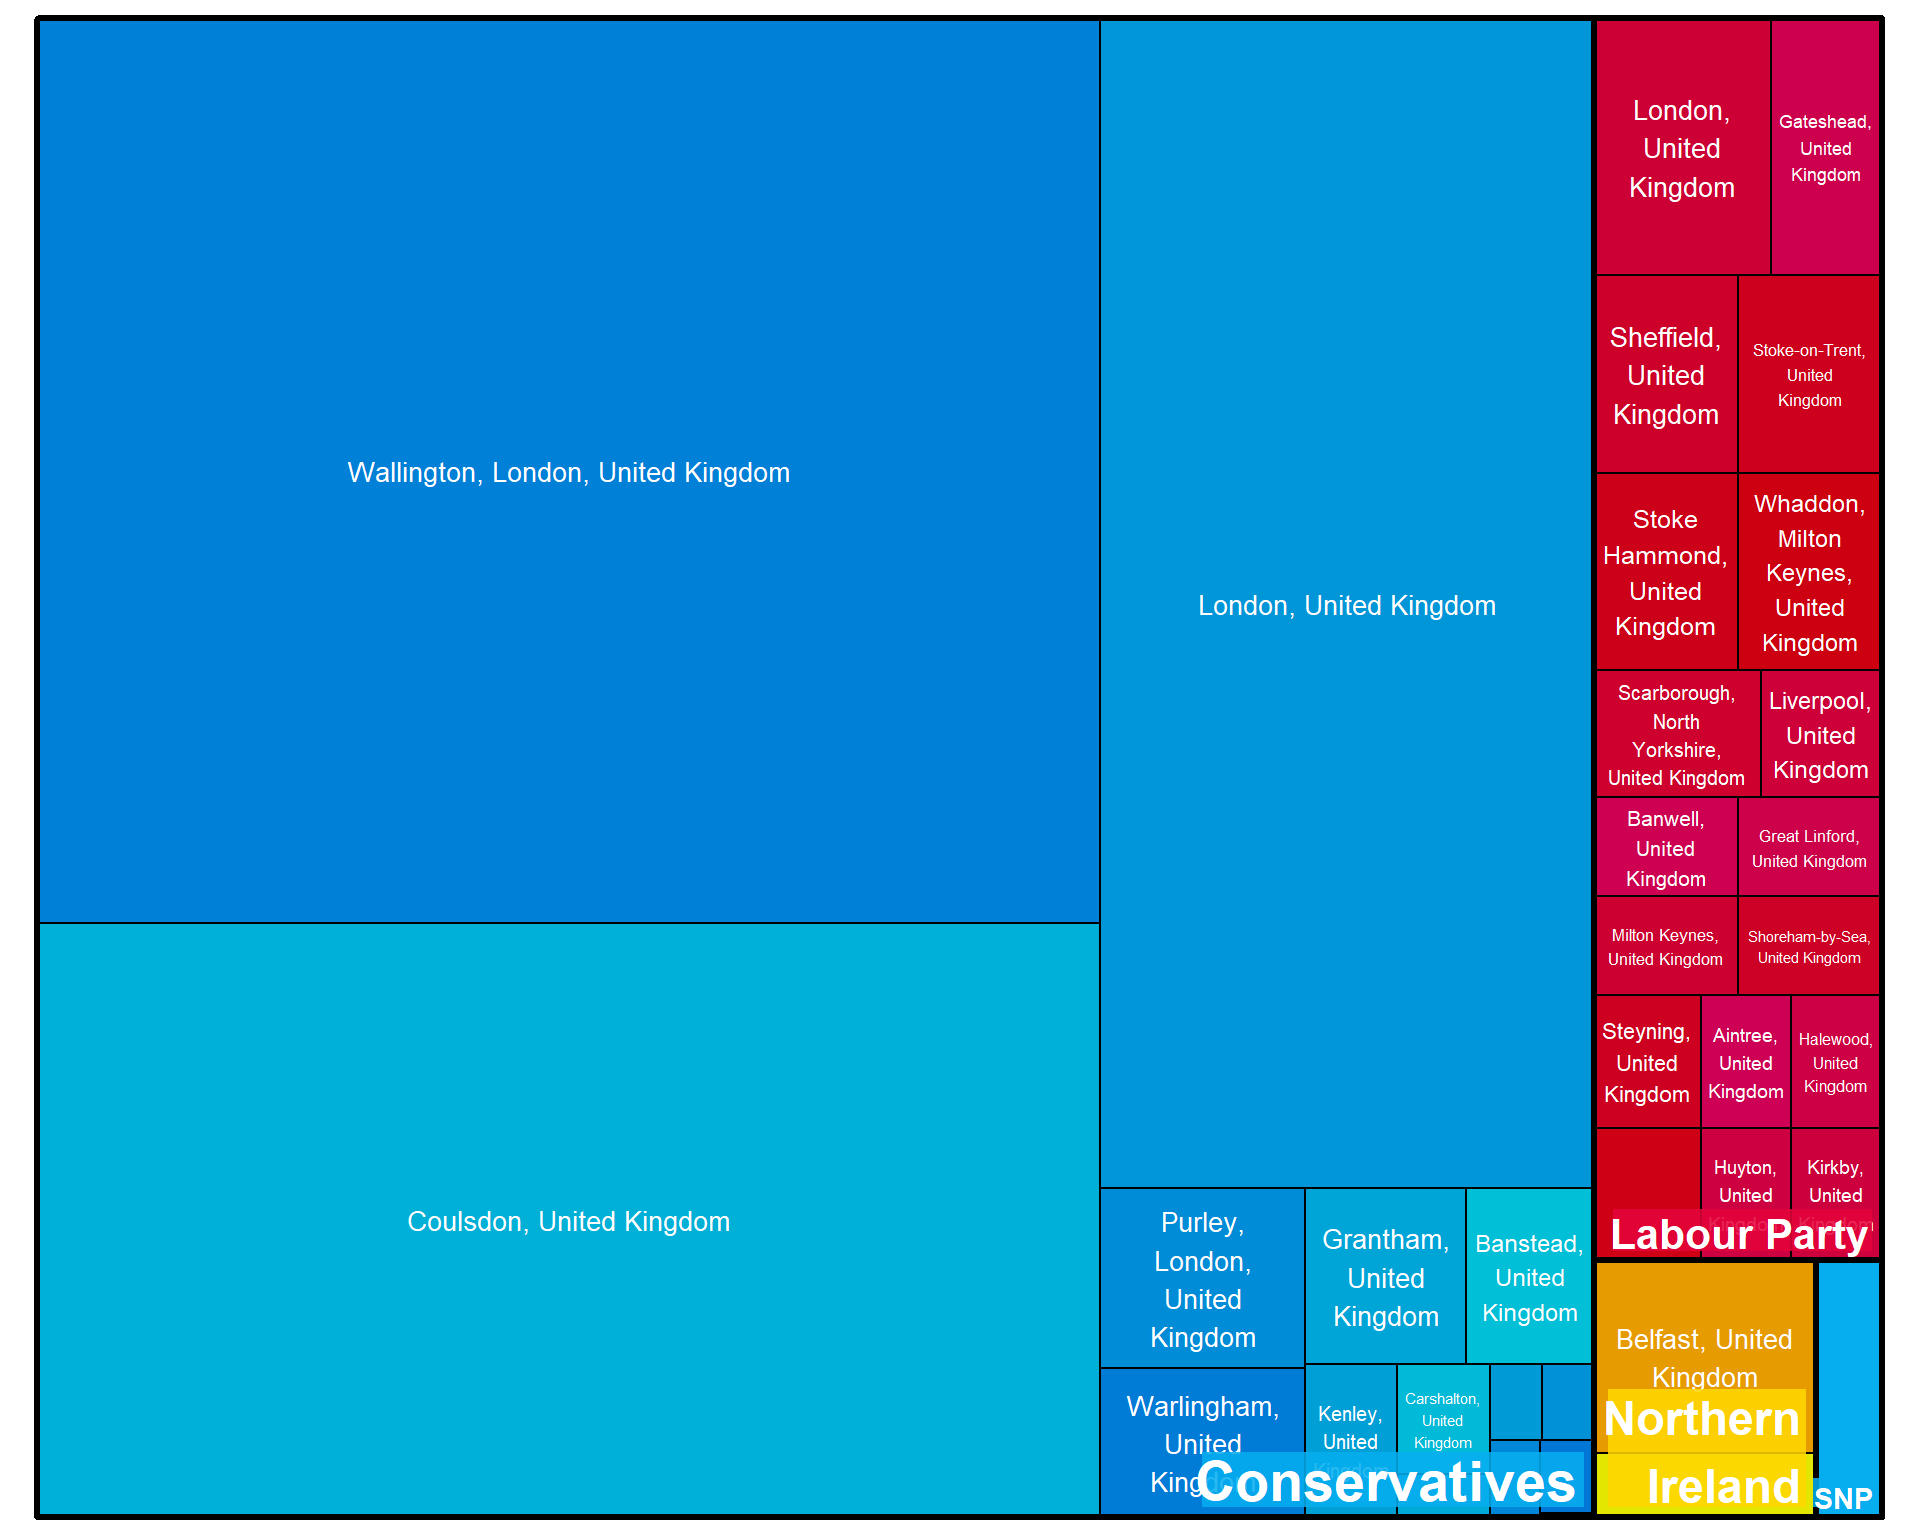 Wallington, London, United Kingdom
Coulsdon, United Kingdom
London, United Kingdom
Purley,
London,
United
Kingdom
Warlingham,
United
Kingdom
Grantham,
United
Kingdom
Banstead,
United
Kingdom
Kenley,
United
Kingdom
Carshalton,
United
Kingdom
Conservatives
London,
United
Kingdom
Gateshead,
United
Kingdom
Sheffield,
United
Kingdom
Stoke-on-Trent,
United
Kingdom
Stoke
Hammond,
United
Kingdom
Whaddon,
Milton
Keynes,
United
Kingdom
Scarborough,
North
Yorkshire,
United Kingdom
Liverpool,
United
Kingdom
Banwell,
United
Kingdom
Great Linford,
United Kingdom
Milton Keynes,
United Kingdom
Shoreham-by-Sea,
United Kingdom
Steyning,
United
Kingdom
Aintree,
United
Kingdom
Halewood,
United
Kingdom
Huyton,
United
Kingdom
Kirkby,
United
Kingdom
Labour Party
Belfast, United
Kingdom
Northern
Ireland
SNP